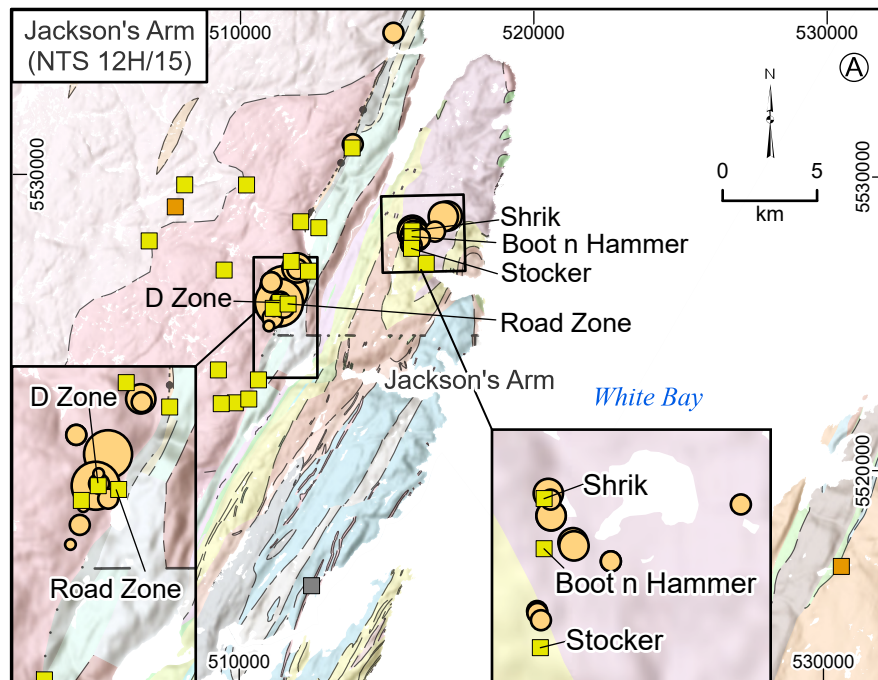 Jackson's Arm
(NTS 12H/15)
510000
520000
530000
A
N
0
5
km
5530000
5530000
Shrik
Boot n Hammer
Stocker
D Zone
Road Zone
Jackson's Arm
White Bay
D Zone
Road Zone
Shrik
Boot n Hammer
Stocker
5520000
510000
530000